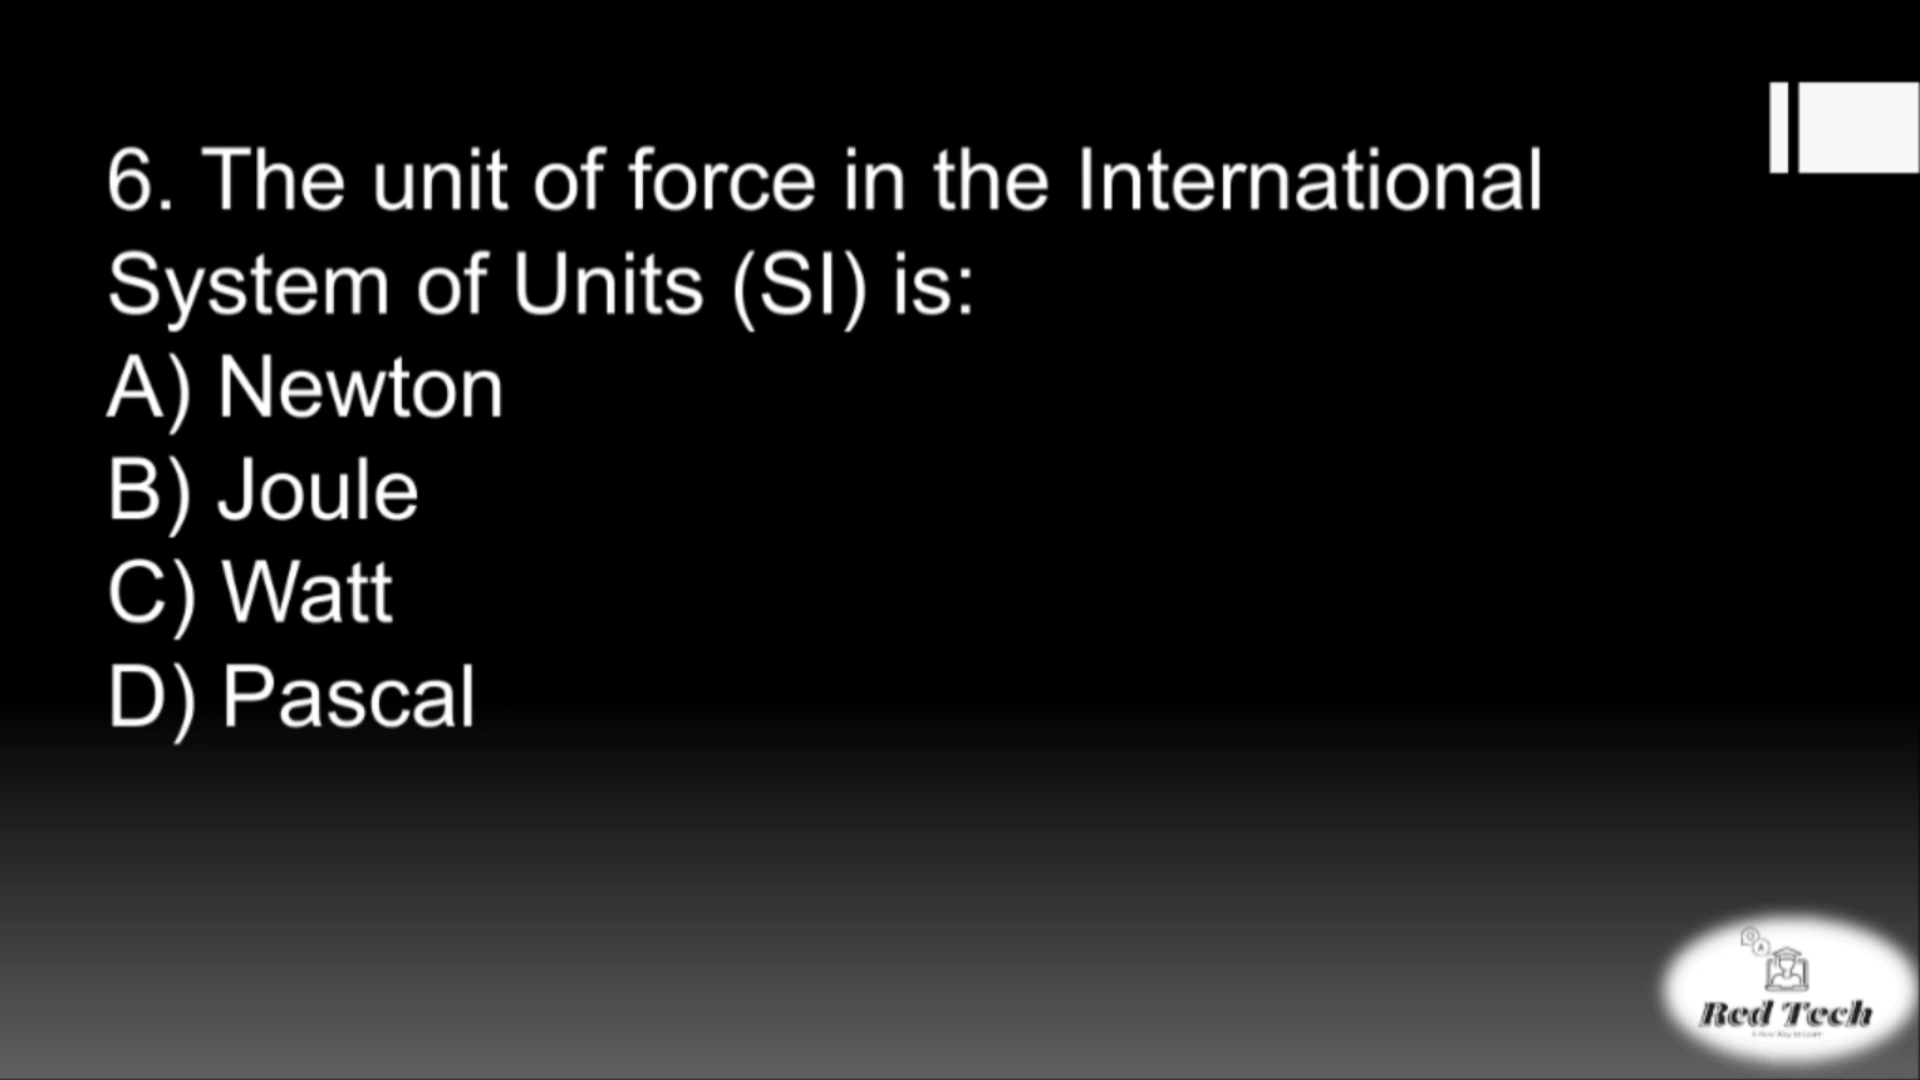 6. The unit of force in the International
System of Units (SI) is:
A) Newton
B) Joule
C) Watt
D) Pascal
Red Tech